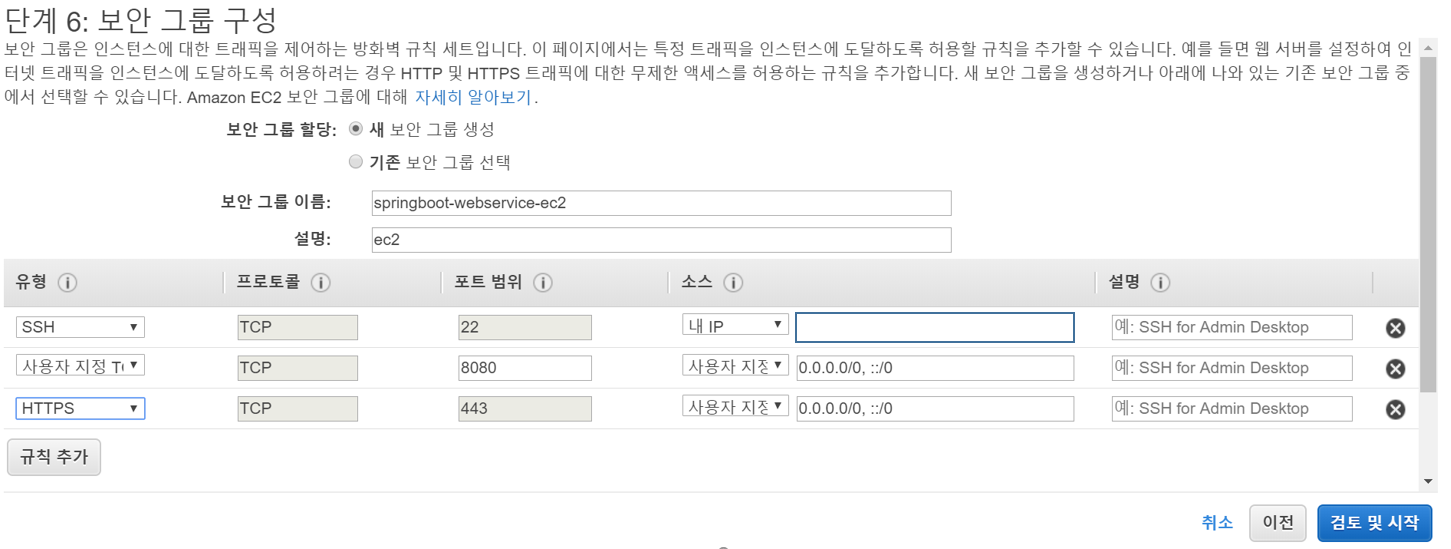 단계 6: 보안 그룹 구성
보안 그룹은 인스턴스에 대한 트래픽을 제어하는 방화벽 규칙 세트입니다. 이 페이지에서는 특정 트래픽을 인스턴스에 도달하도록 허용할 규칙을 추가할 수 있습니다. 예를 들면 웹 서버를 설정하여 인
터넷 트래픽을 인스턴스에 도달하도록 허용하려는 경우 HTTP 및 HTTPS 트래픽에 대한 무제한 액세스를 허용하는 규칙을 추가합니다. 새 보안 그룹을 생성하거나 아래에 나와 있는 기존 보안 그룹 중
에서 선택할 수 있습니다. Amazon EC2 보안 그룹에 대해 자세히 알아보기.
보안 그룹 할당: 새 보안 그룹 생성
기존 보안 그룹 선택
보안 그룹 이름: springboot-webservice-ec2
설명: ec2
유형 i 프로토콜 i 포트 범위 i 소스 i 설명 i
SSH TCP 22 내 IP 예: SSH for Admin Desktop
사용자 지정 T( TCP 8080 사용자 지정 0.0.0.0/0, ::/0 예: SSH for Admin Desktop
HTTPS TCP 443 사용자 지정 0.0.0.0/0, ::/0 예: SSH for Admin Desktop
규칙 추가
취소 이전 검토 및 시작